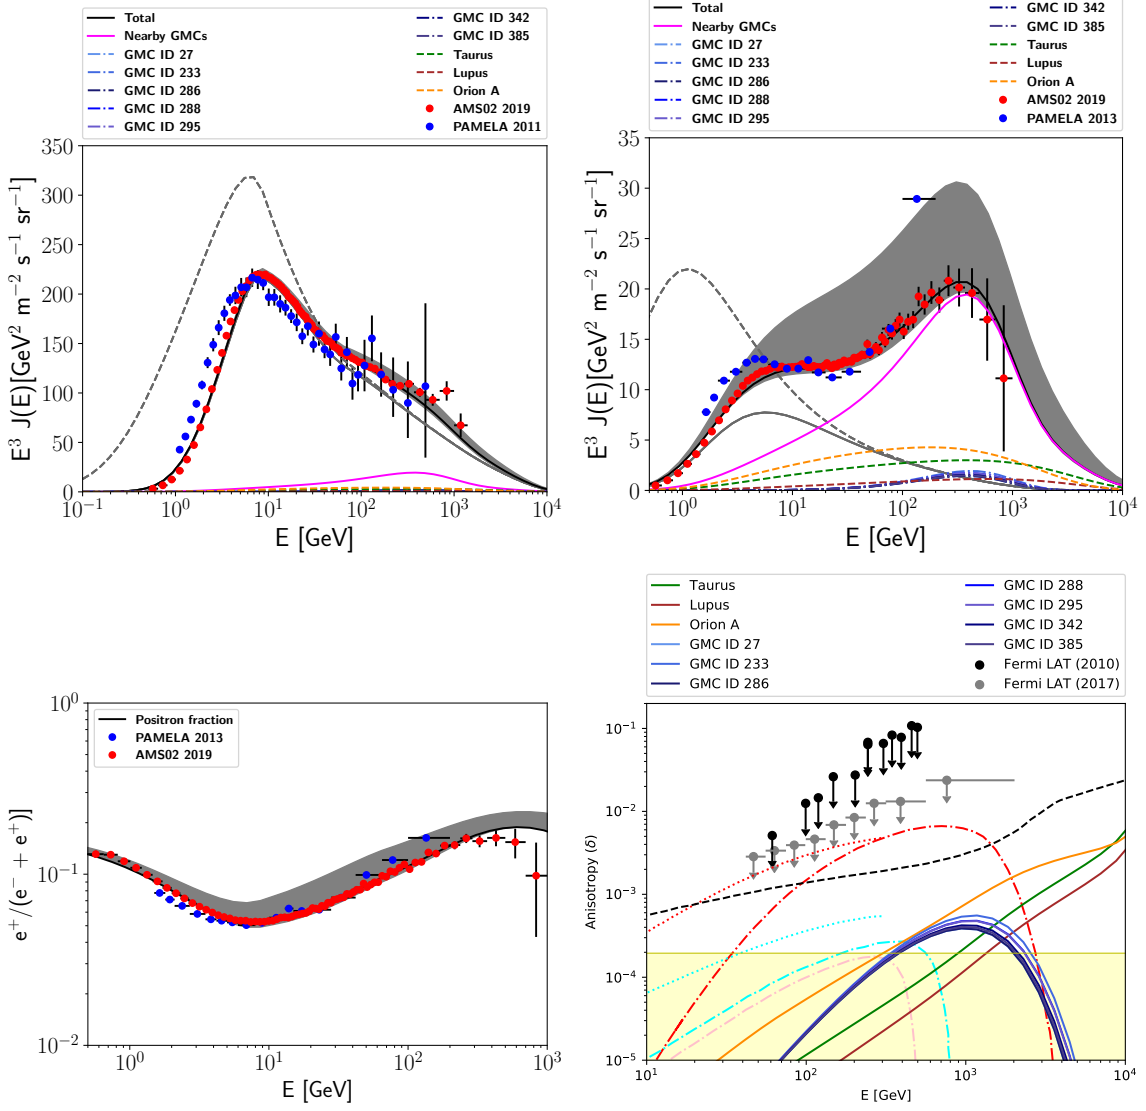 Total
Nearby GMCs
GMC ID 27
GMC ID 233
GMC ID 286
GMC ID 288
GMC ID 295
GMC ID 342
GMC ID 385
Taurus
Lupus
Orion A
AMS02 2019
PAMELA 2011
350
300
250
200
150
100
50
0
E³ J(E))[GeV² m⁻² s⁻¹ sr⁻¹)
10⁻¹ 10⁰ 10¹ 10² 10³ 10⁴
E [GeV]
Total
Nearby GMCs
GMC ID 27
GMC ID 233
GMC ID 286
GMC ID 288
GMC ID 295
GMC ID 342
GMC ID 385
Taurus
Lupus
Orion A
AMS02 2019
PAMELA 2013
35
30
25
20
15
10
5
0
E³ J(E))[GeV² m⁻² s⁻¹ sr⁻¹)
10⁰ 10¹ 10² 10³ 10⁴
E [GeV]
Positron fraction
PAMELA 2013
AMS02 2019
10⁰
10⁻¹
10⁻²
e⁺/(e⁻ + e⁺)]
10⁰ 10¹ 10² 10³
E [GeV]
Taurus
Lupus
Orion A
GMC ID 27
GMC ID 233
GMC ID 286
GMC ID 288
GMC ID 295
GMC ID 342
GMC ID 385
Fermi LAT (2010)
Fermi LAT (2017)
10⁻¹
10⁻²
10⁻³
10⁻⁴
10⁻⁵
Anisotropy (δ)
10¹ 10² 10³ 10⁴
E [GeV]